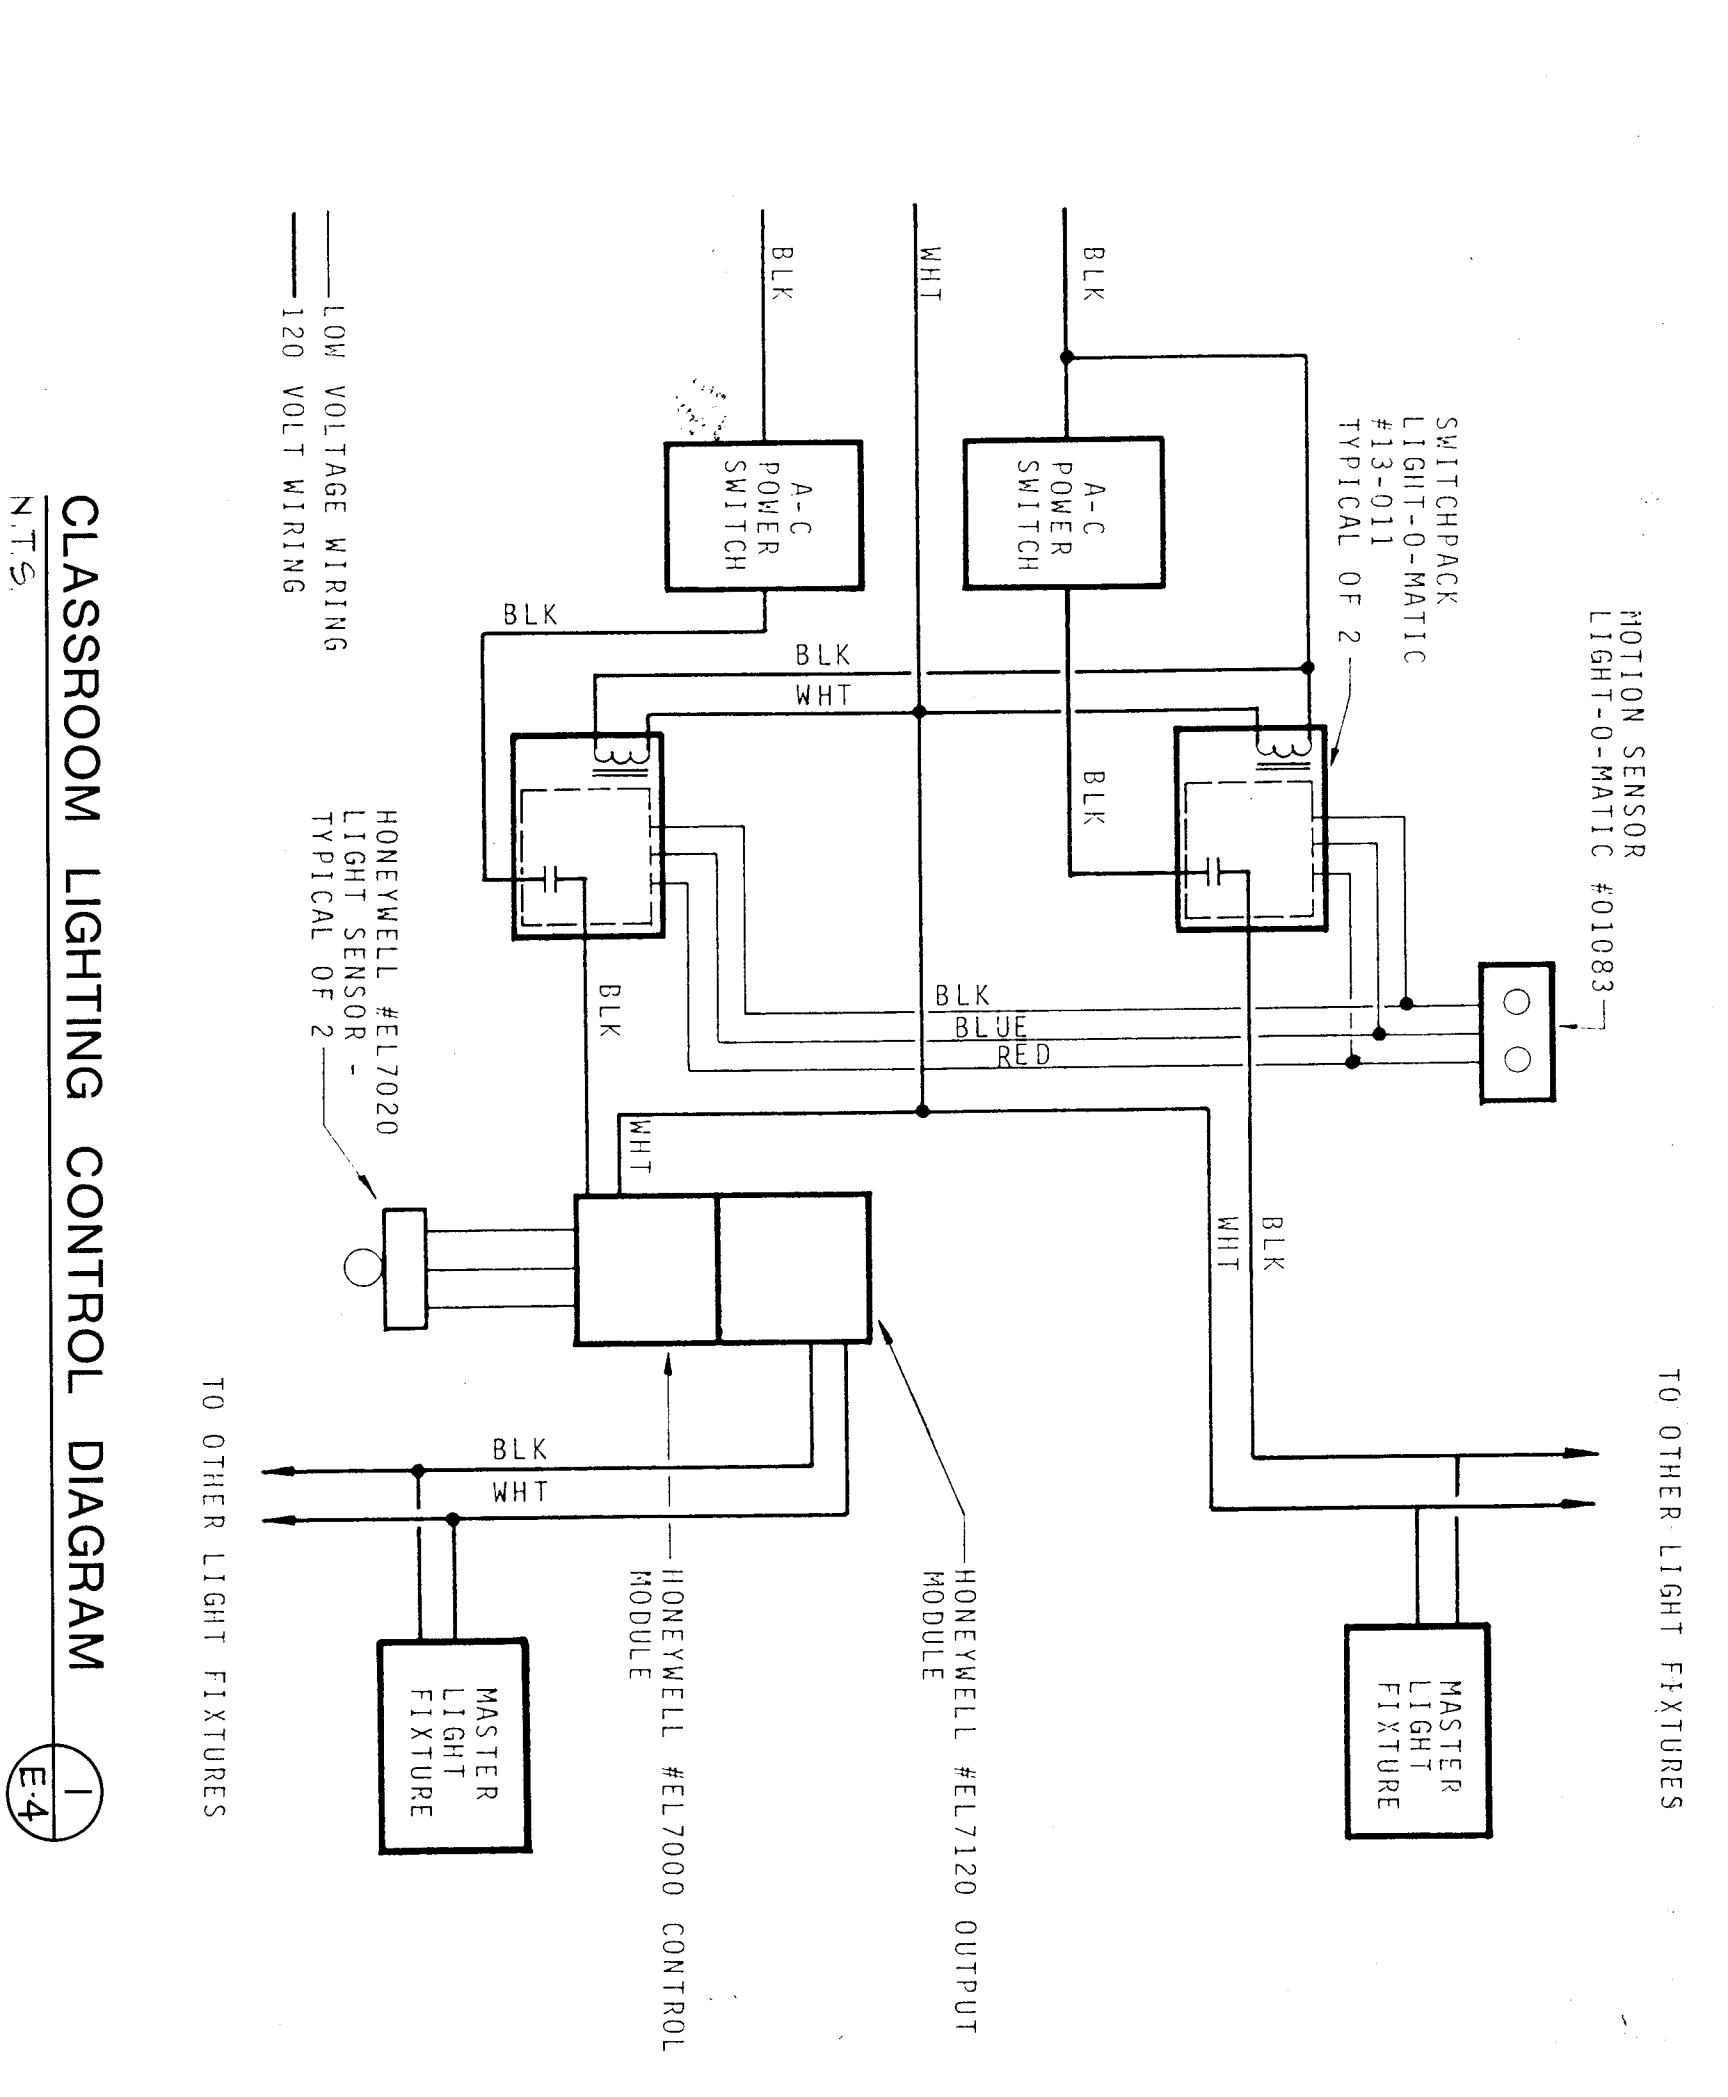 MOTION SENSOR
LIGHT-O-MATIC #01083
SWITCHPACK
LIGHT-O-MATIC
#13-011
TYPICAL OF 2
TO OTHER LIGHT FIXTURES
BLK
WHT
BLK
A-C
POWER
SWITCH
A-C
POWER
SWITCH
BLK
BLK
WHT
BLK
BLK
BLUE
RED
BLK
WHT
BLK
WHT
MASTER
LIGHT
FIXTURE
HONEYWELL #EL7120 OUTPUT
MODULE
HONEYWELL #EL7000 CONTROL
MODULE
HONEYWELL #EL7020
LIGHT SENSOR -
TYPICAL OF 2
BLK
WHT
MASTER
LIGHT
FIXTURE
LOW VOLTAGE WIRING
120 VOLT WIRING
TO OTHER LIGHT FIXTURES
CLASSROOM LIGHTING CONTROL DIAGRAM
N.T.S.
1
E-4